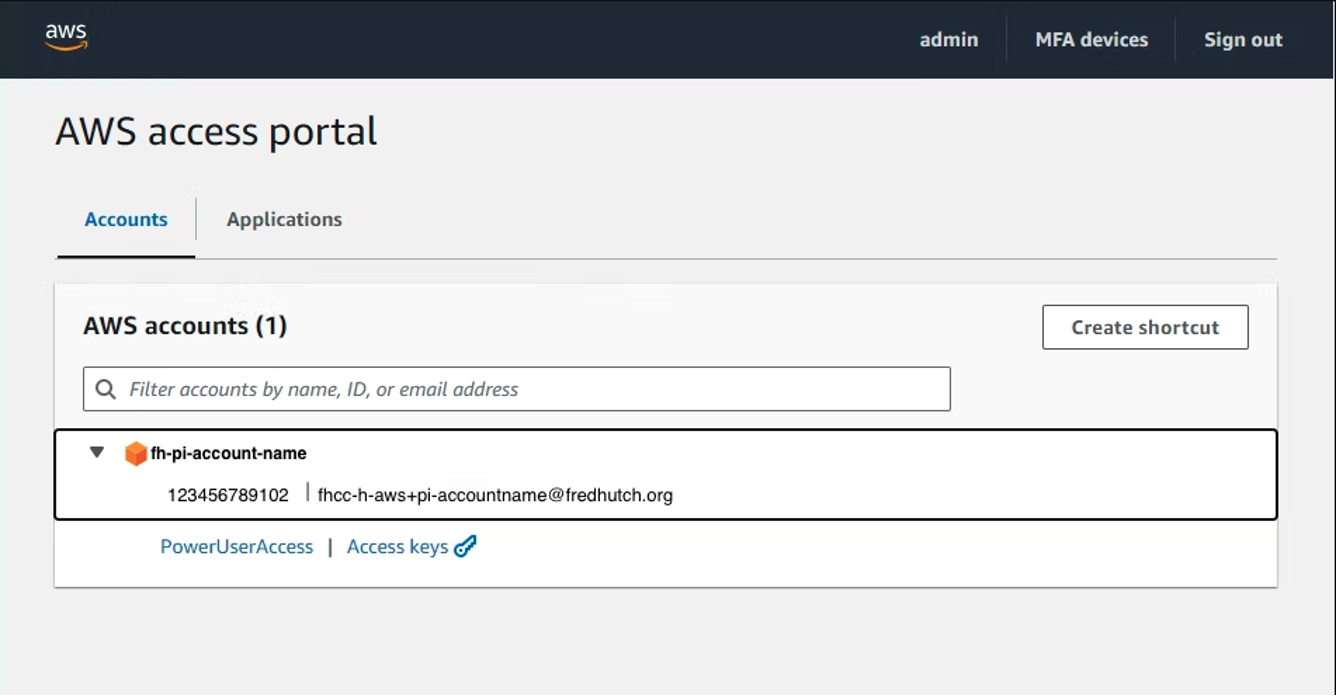 aws
admin
MFA devices
Sign out
AWS access portal
Accounts
Applications
AWS accounts (1)
Create shortcut
Filter accounts by name, ID, or email address
fh-pi-account-name
123456789102 | fhcc-h-aws+pi-accountname@fredhutch.org
PowerUserAccess | Access keys